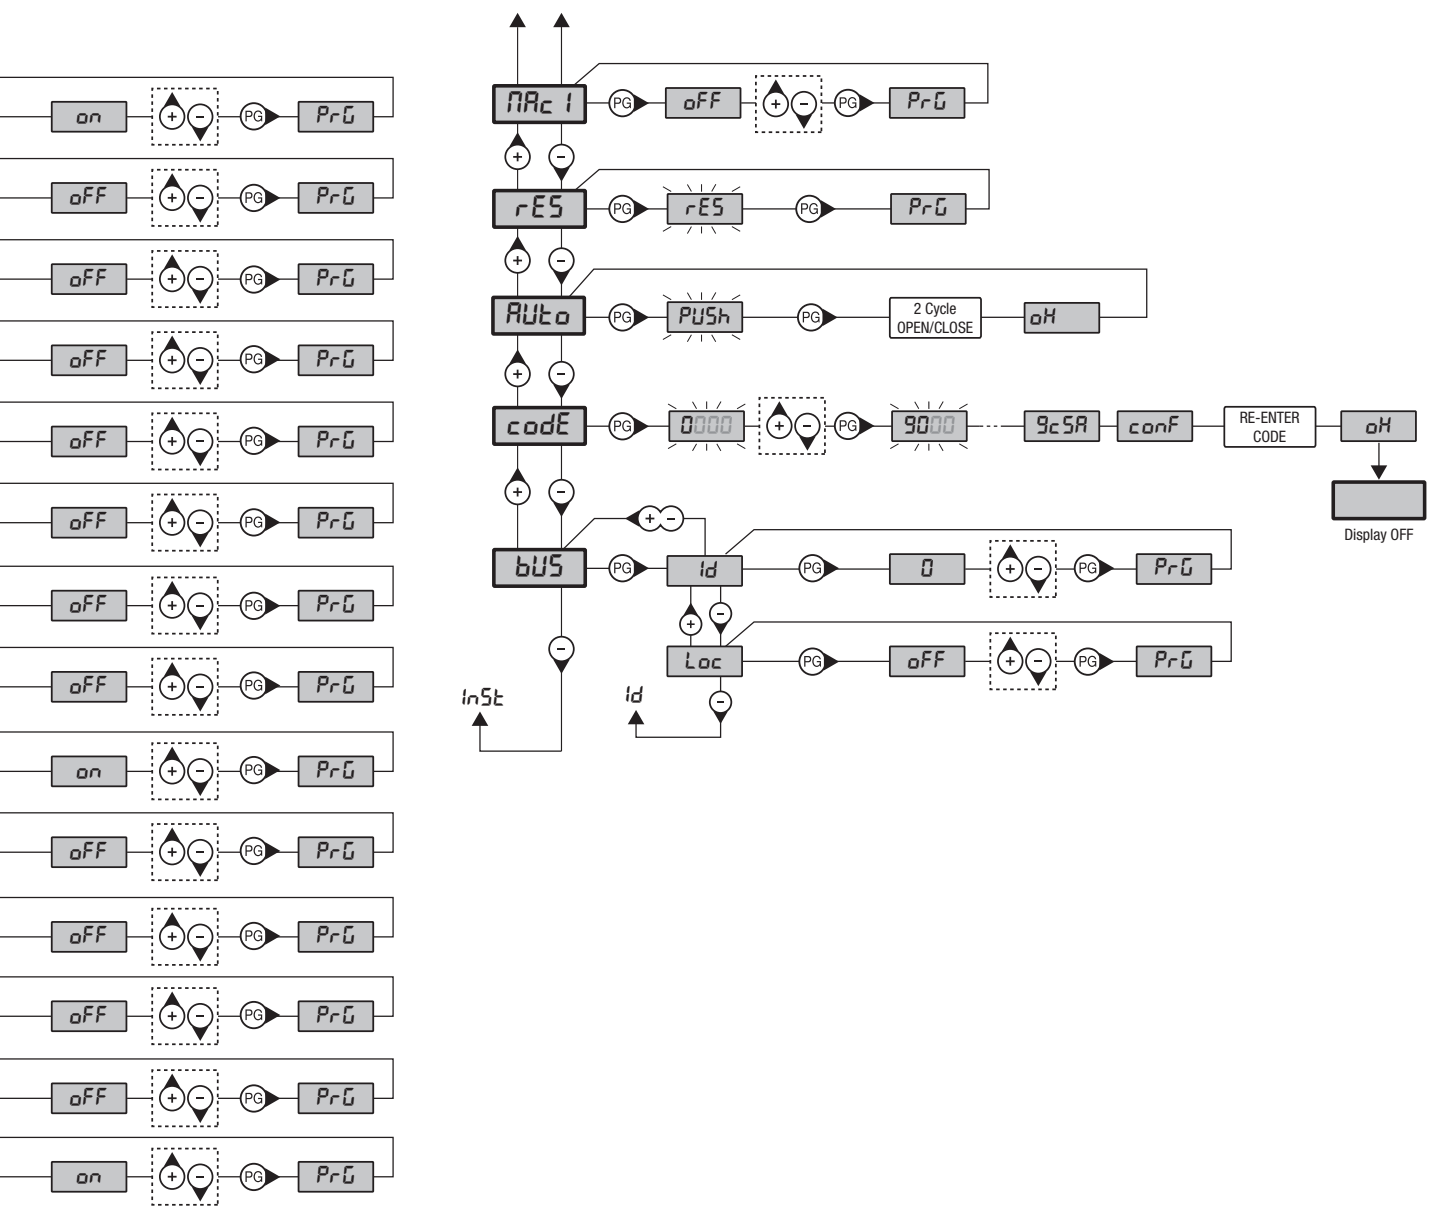 on + - PG PrG
oFF + - PG PrG
oFF + - PG PrG
oFF + - PG PrG
oFF + - PG PrG
oFF + - PG PrG
oFF + - PG PrG
oFF + - PG PrG
on + - PG PrG
oFF + - PG PrG
oFF + - PG PrG
oFF + - PG PrG
oFF + - PG PrG
on + - PG PrG
MAc 1 PG oFF + - PG PrG
+ -
rES PG rES PG PrG
+ -
AUto PG PUSh PG 2 Cycle
OPEN/CLOSE
oH
+ -
codE PG 0000 + - PG 9000 9cSA conF RE-ENTER
CODE
oH
Display OFF
+ -
+ -
bUS PG Id PG 0 + - PG PrG
+ -
-
Loc PG oFF + - PG PrG
InSt
Id
-